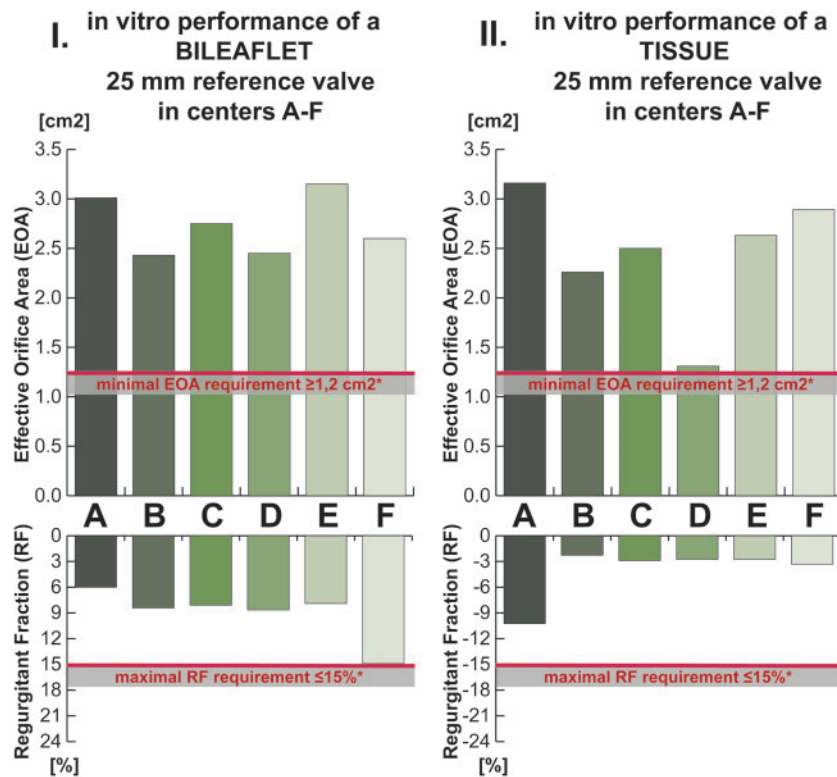 I. in vitro performance of a
BILEAFLET
25 mm reference valve
in centers A-F
[cm2]
Effective Orifice Area (EOA)
3.5
3.0
2.5
2.0
1.5
1.0
0.5
0.0
minimal EOA requirement ≥1,2 cm2*
A B C D E F
Regurgitant Fraction (RF)
0
3
6
9
12
15
18
21
24
maximal RF requirement ≤15%*
[%]
II. in vitro performance of a
TISSUE
25 mm reference valve
in centers A-F
[cm2]
Effective Orifice Area (EOA)
3.5
3.0
2.5
2.0
1.5
1.0
0.5
0.0
minimal EOA requirement ≥1,2 cm2*
A B C D E F
Regurgitant Fraction (RF)
0
-3
-6
-9
-12
-15
-18
-21
-24
maximal RF requirement ≤15%*
[%]